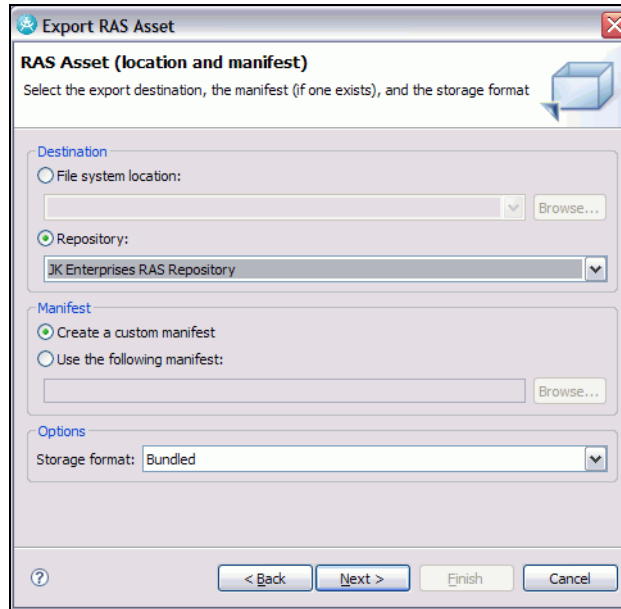 Export RAS Asset
RAS Asset (location and manifest)
Select the export destination, the manifest (if one exists), and the storage format
Destination
File system location:
Browse...
Repository:
JK Enterprises RAS Repository
Manifest
Create a custom manifest
Use the following manifest:
Browse...
Options
Storage format: Bundled
? < Back Next > Finish Cancel